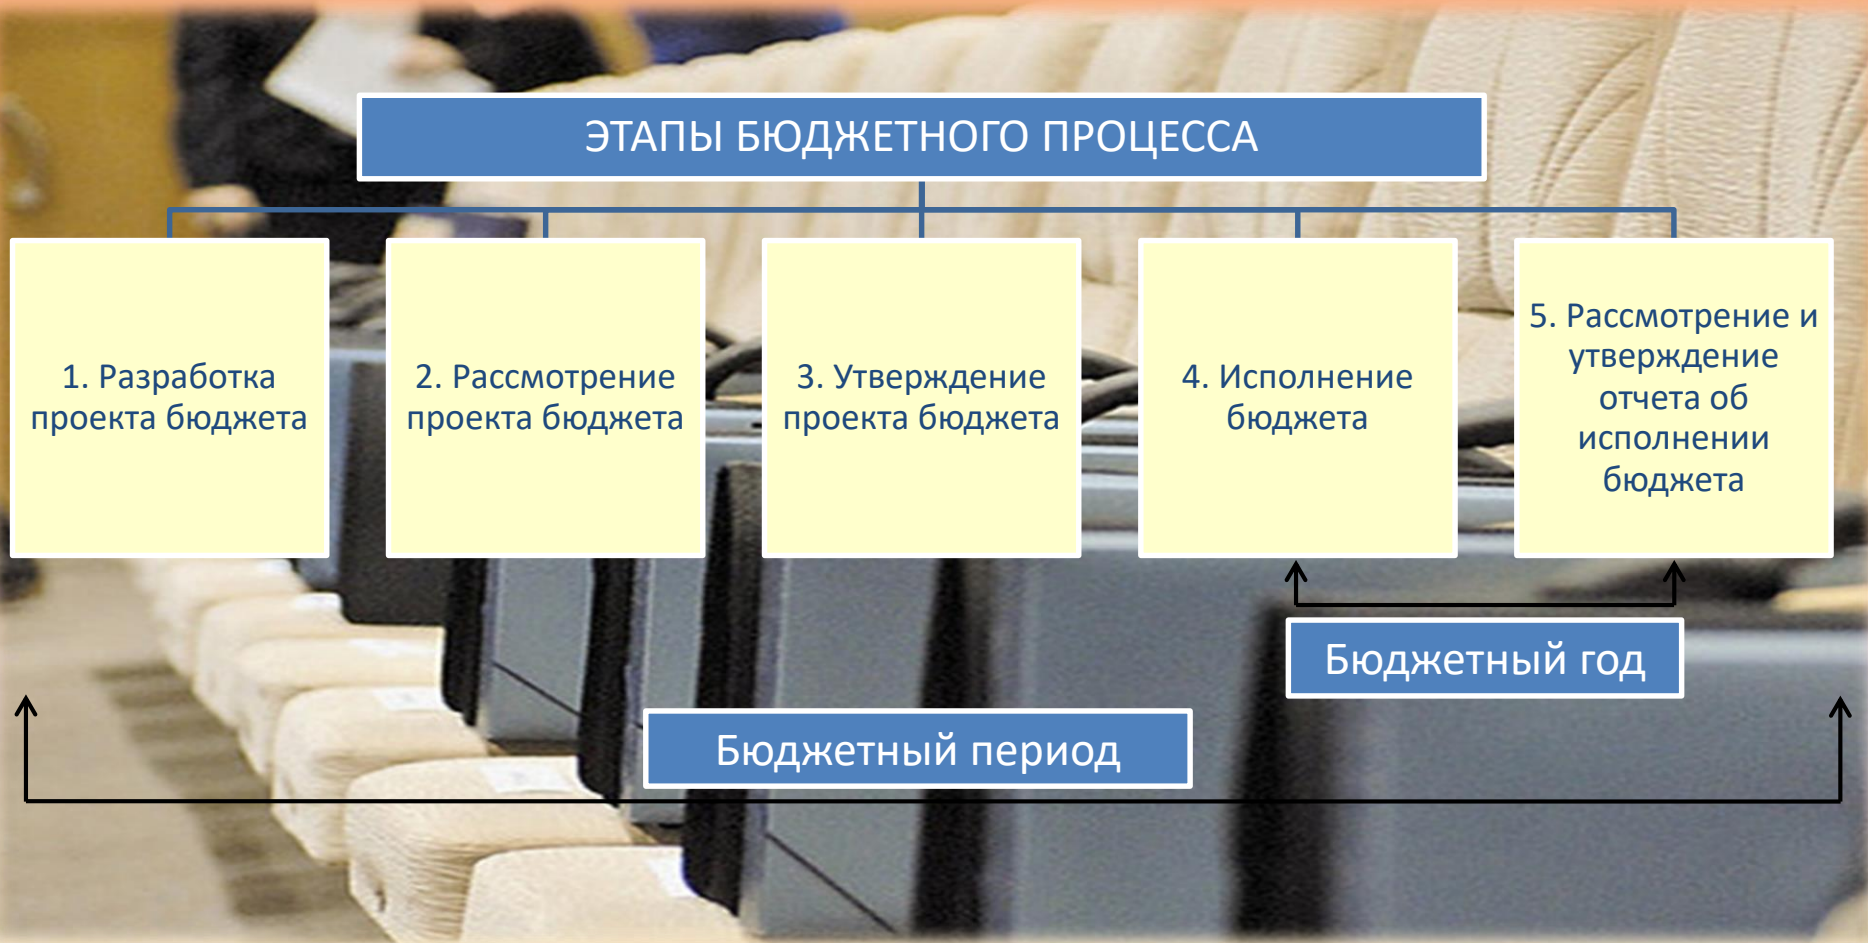 ЭТАПЫ БЮДЖЕТНОГО ПРОЦЕССА
1. Разработка
проекта бюджета
2. Рассмотрение
проекта бюджета
3. Утверждение
проекта бюджета
4. Исполнение
бюджета
5. Рассмотрение и
утверждение
отчета об
исполнении
бюджета
Бюджетный год
Бюджетный период